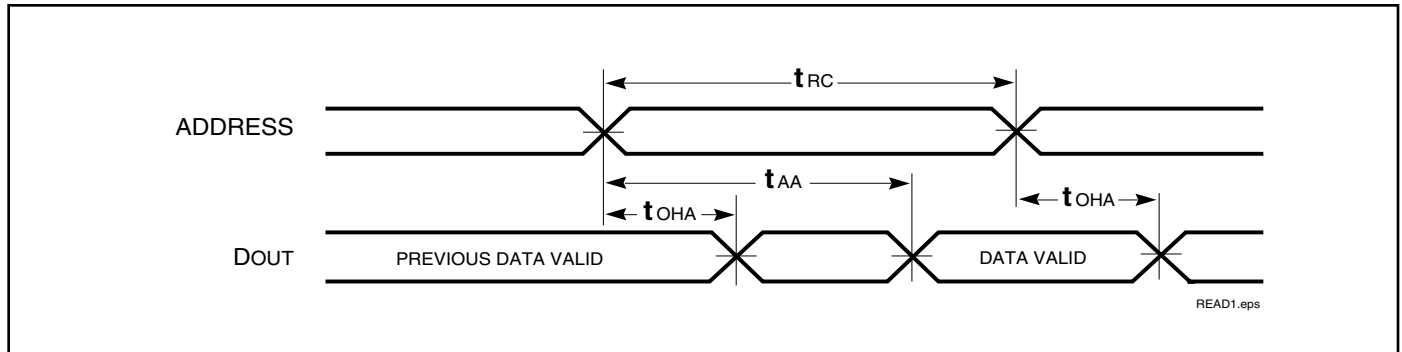 tRC
ADDRESS
tAA
tOHA
tOHA
DOUT
PREVIOUS DATA VALID
DATA VALID
READ1.eps